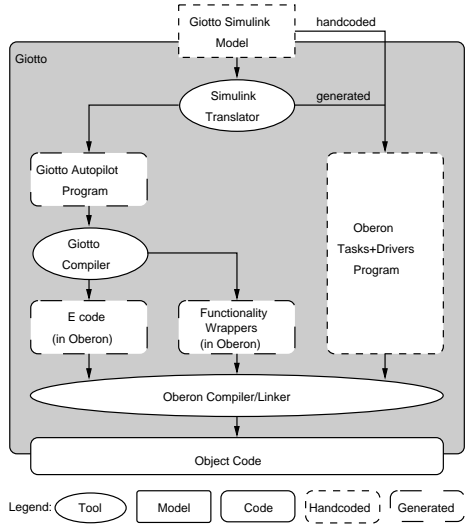 Giotto Simulink
Model
handcoded
Giotto
Simulink
Translator
generated
Giotto Autopilot
Program
Oberon
Tasks+Drivers
Program
Giotto
Compiler
E code
(in Oberon)
Functionality
Wrappers
(in Oberon)
Oberon Compiler/Linker
Object Code
Legend: Tool Model Code Handcoded Generated